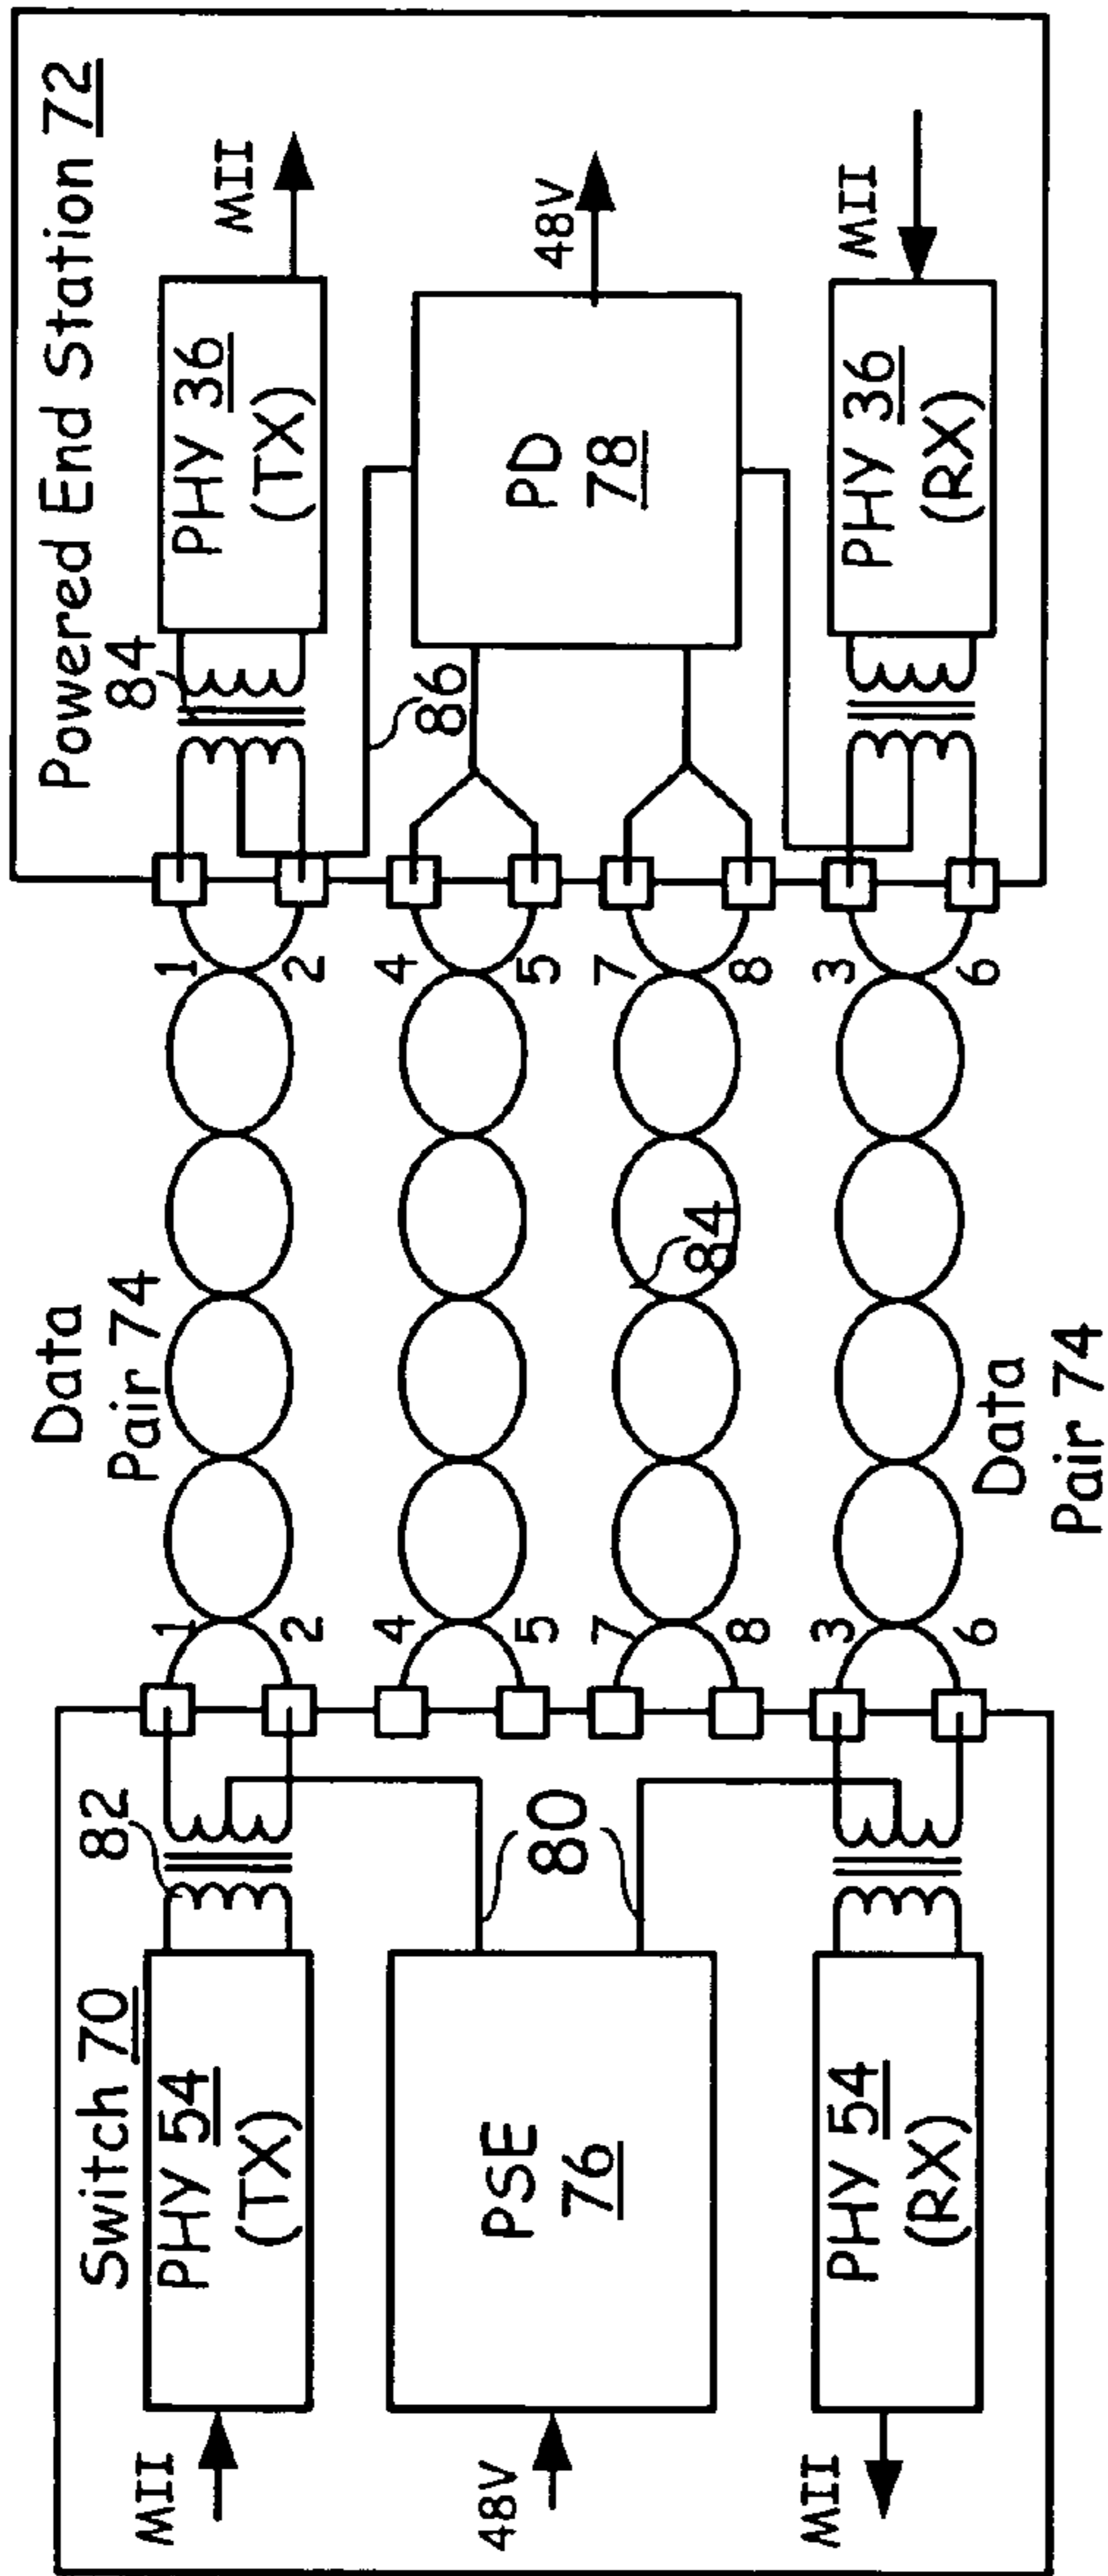 Switch 70
MII
PHY 54
(TX)
82
48V
PSE
76
80
MII
PHY 54
(RX)
1
2
4
5
7
8
3
6
Data
Pair 74
84
Data
Pair 74
1
2
4
5
7
8
3
6
Powered End Station 72
84
PHY 36
(TX)
MII
86
PD
78
48V
PHY 36
(RX)
MII